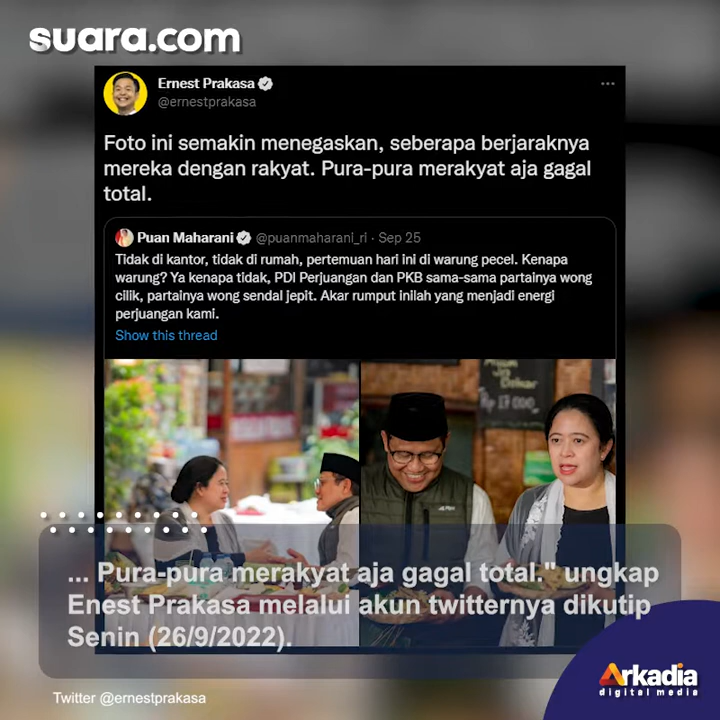 suara.com
Ernest Prakasa
@ernestprakasa
Foto ini semakin menegaskan, seberapa berjaraknya
mereka dengan rakyat. Pura-pura merakyat aja gagal
total.
Puan Maharani @puanmaharani_ri · Sep 25
Tidak di kantor, tidak di rumah, pertemuan hari ini di warung pecel. Kenapa
warung? Ya kenapa tidak, PDI Perjuangan dan PKB sama-sama partainya wong
cilik, partainya wong sendal jepit. Akar rumput inilah yang menjadi energi
perjuangan kami.
Show this thread
... Pura-pura merakyat aja gagal total." ungkap
Enest Prakasa melalui akun twitternya dikutip
Senin (26/9/2022).
Twitter @ernestprakasa
Arkadia
digital media